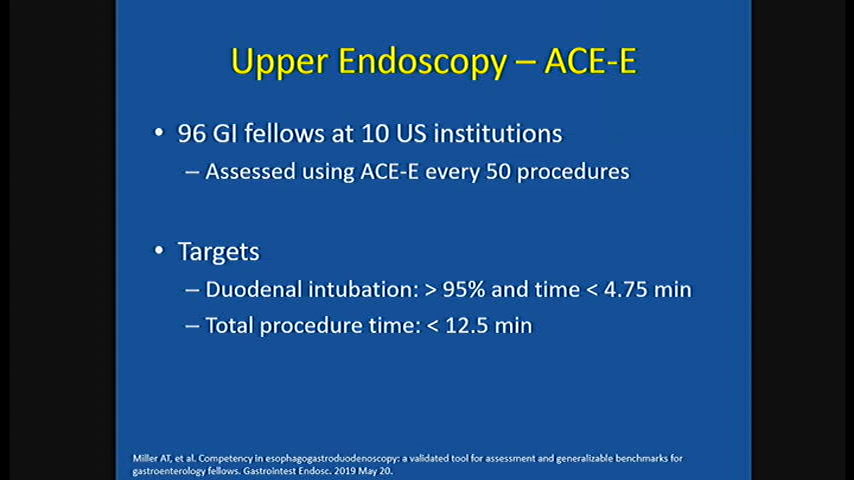 Upper Endoscopy – ACE-E
• 96 GI fellows at 10 US institutions
– Assessed using ACE-E every 50 procedures
• Targets
– Duodenal intubation: > 95% and time < 4.75 min
– Total procedure time: < 12.5 min
Miller AT, et al. Competency in esophagogastroduodenoscopy: a validated tool for assessment and generalizable benchmarks for
gastroenterology fellows. Gastrointest Endosc. 2019 May 20.